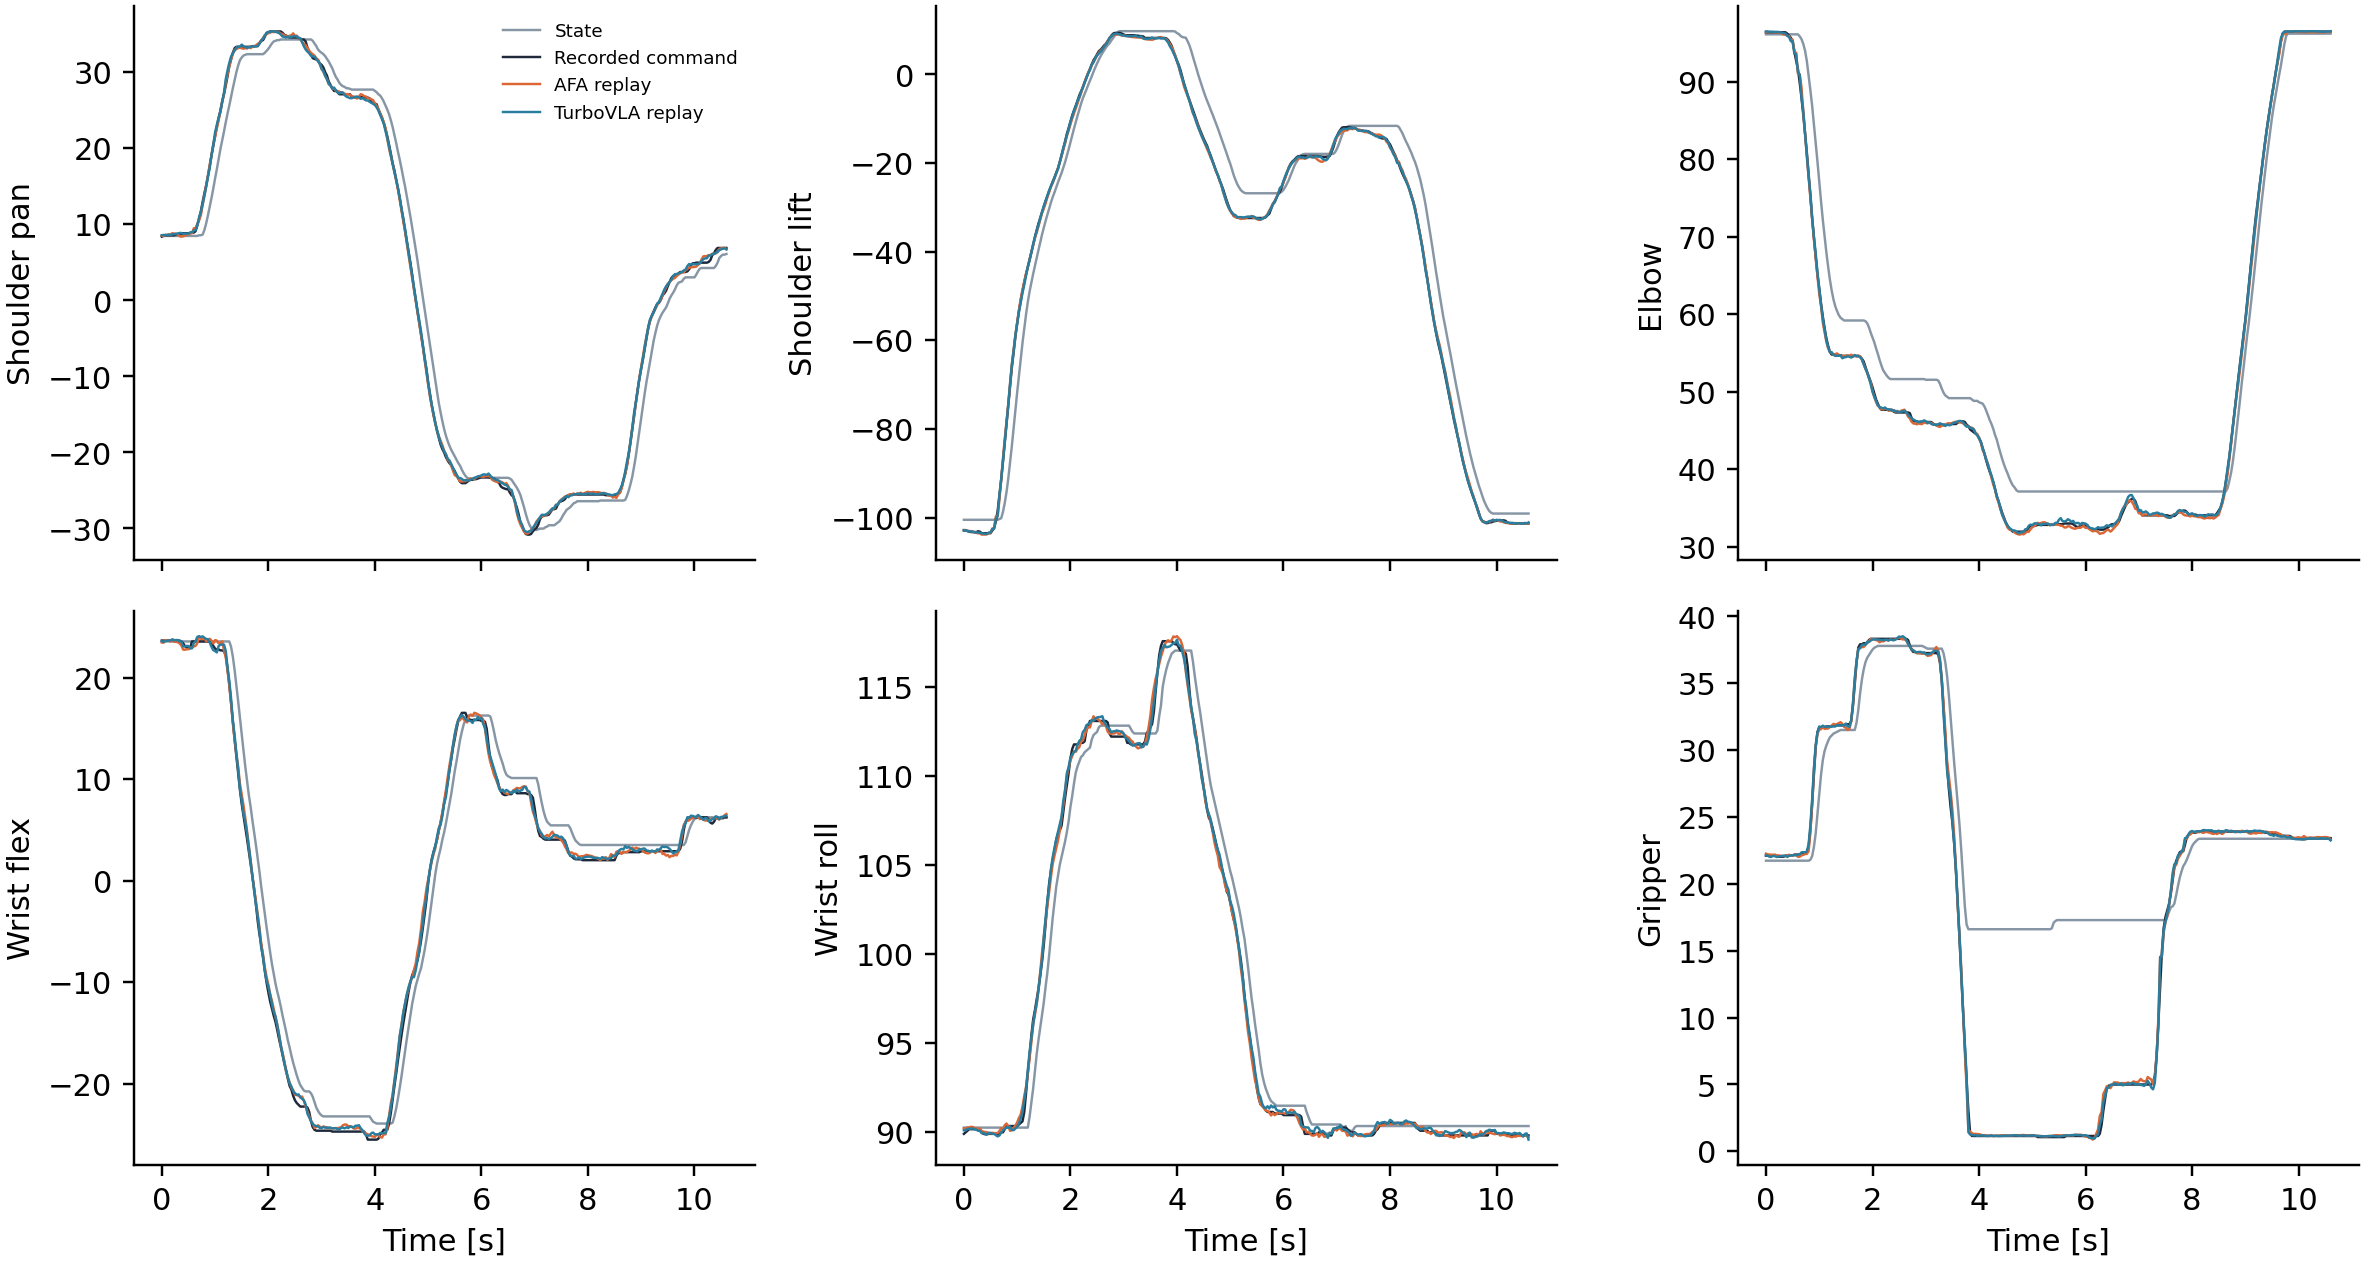 State
Recorded command
AFA replay
TurboVLA replay
Shoulder pan
30
20
10
0
−10
−20
−30
Shoulder lift
0
−20
−40
−60
−80
−100
Elbow
90
80
70
60
50
40
30
Wrist flex
20
10
0
−10
−20
0 2 4 6 8 10
Time [s]
Wrist roll
115
110
105
100
95
90
0 2 4 6 8 10
Time [s]
Gripper
40
35
30
25
20
15
10
5
0
0 2 4 6 8 10
Time [s]